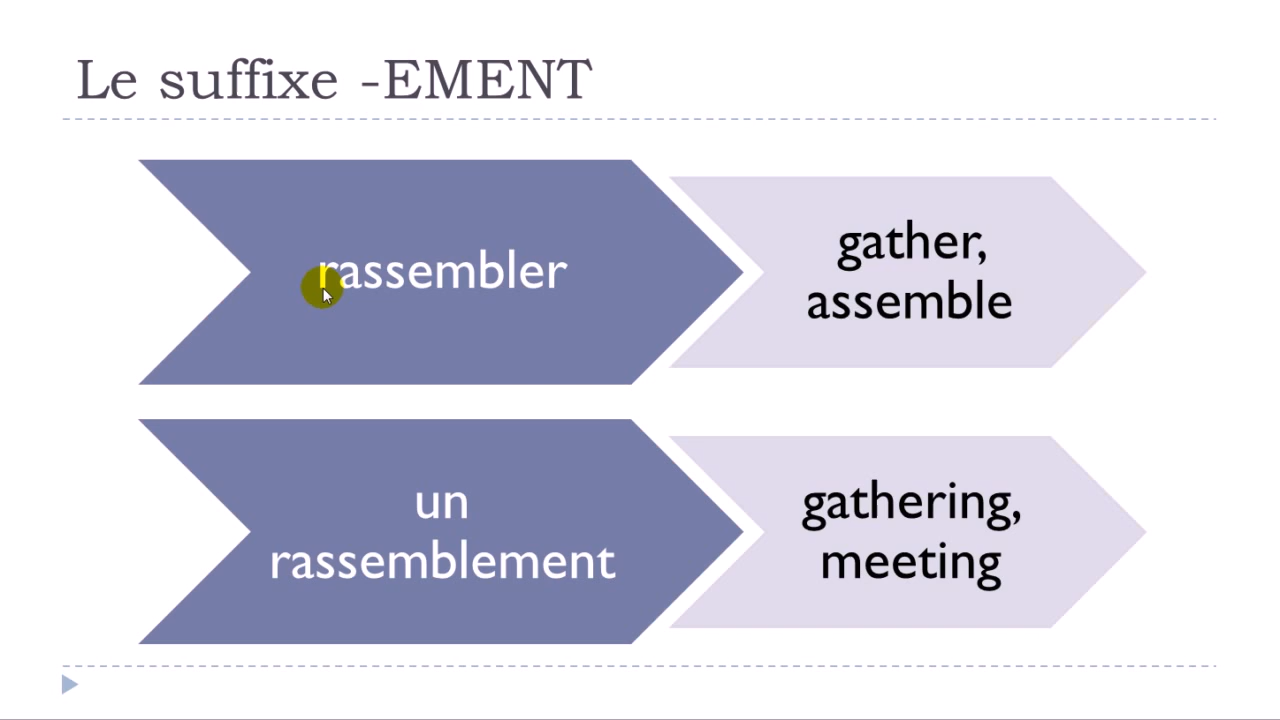 Le suffixe -EMENT
rassembler
gather,
assemble
un
rassemblement
gathering,
meeting